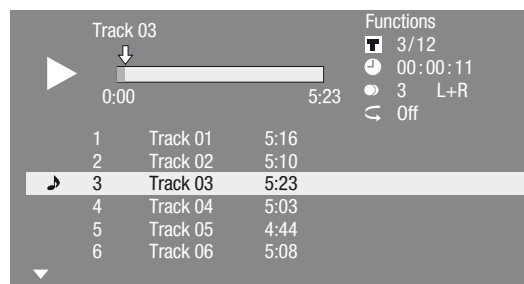 Track 03
0:00 5:23
Functions
T 3/12
00:00:11
3 L+R
Off
1 Track 01 5:16
2 Track 02 5:10
3 Track 03 5:23
4 Track 04 5:03
5 Track 05 4:44
6 Track 06 5:08